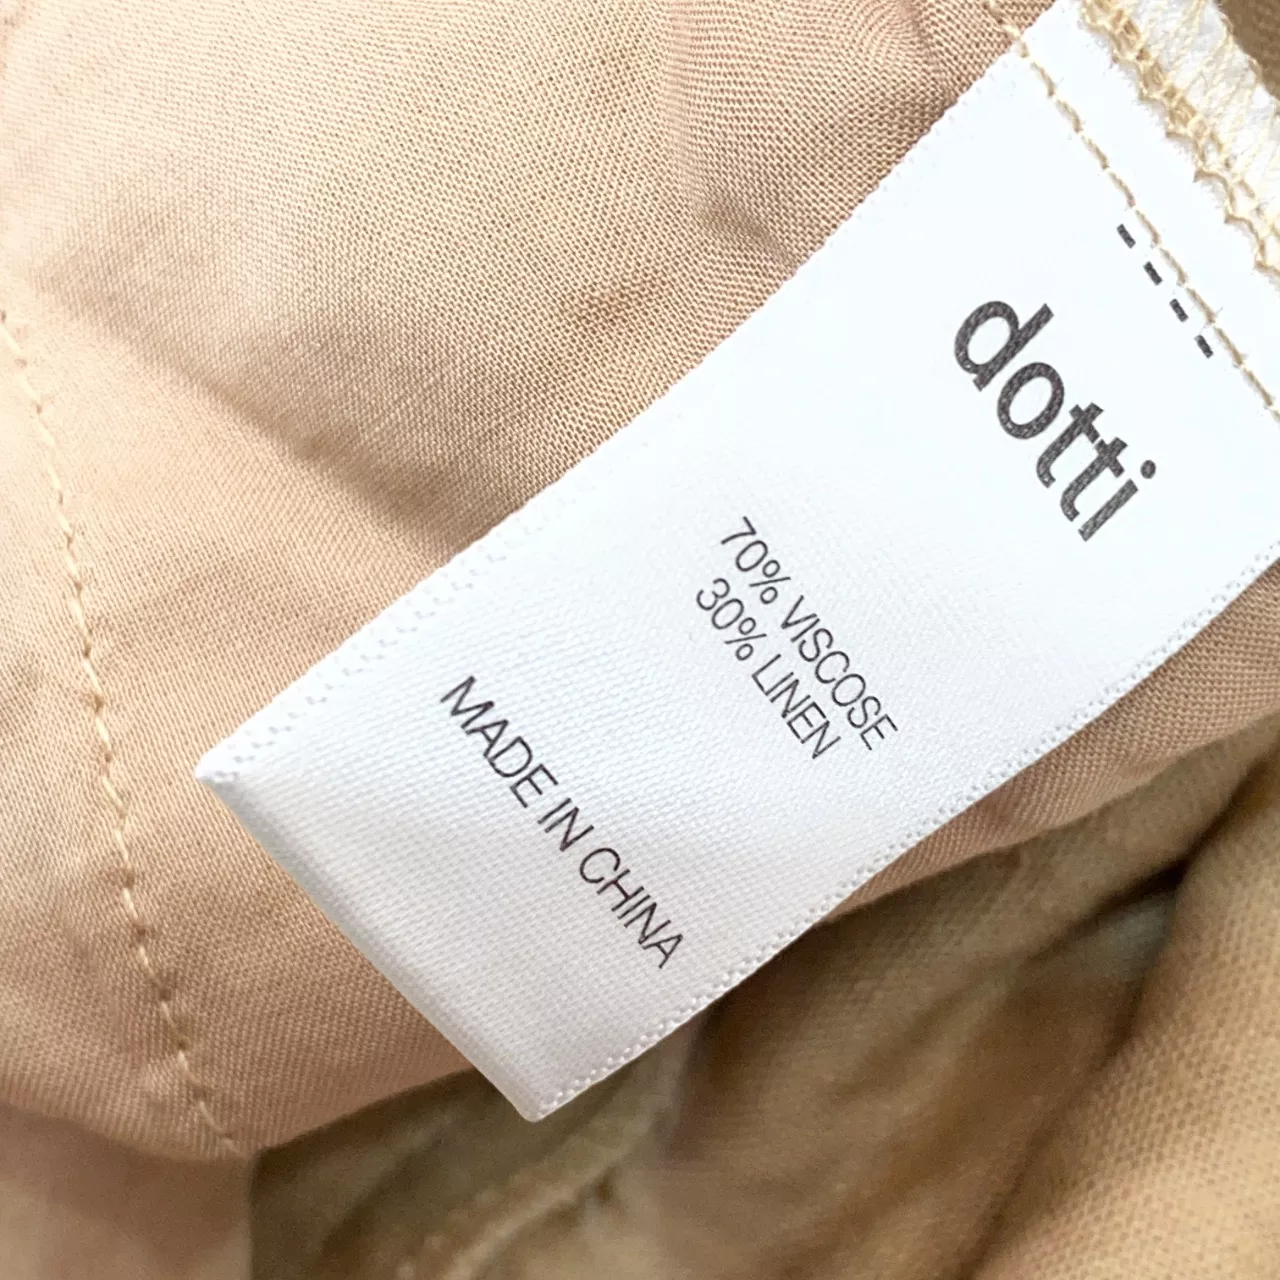 dotti
70% VISCOSE
30% LINEN
MADE IN CHINA